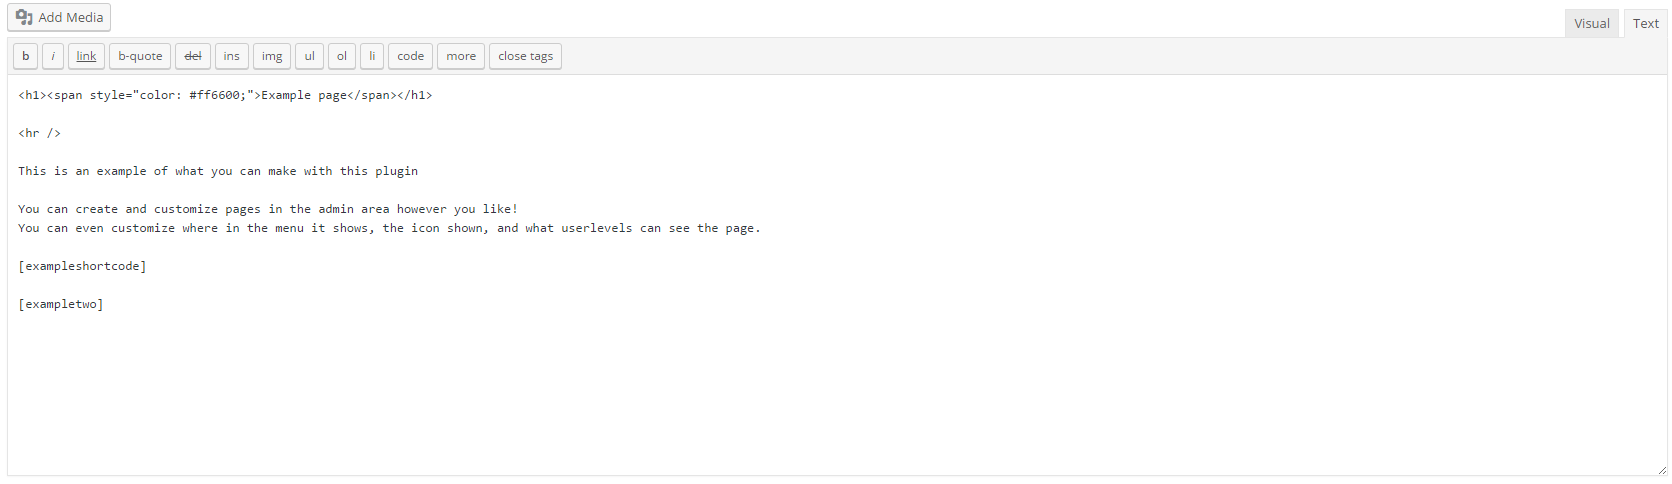 Add Media
Visual Text
b i link b-quote del ins img ul ol li code more close tags
<h1><span style="color: #ff6600;">Example page</span></h1>
<hr />
This is an example of what you can make with this plugin
You can create and customize pages in the admin area however you like!
You can even customize where in the menu it shows, the icon shown, and what userlevels can see the page.
[exampleshortcode]
[exampletwo]